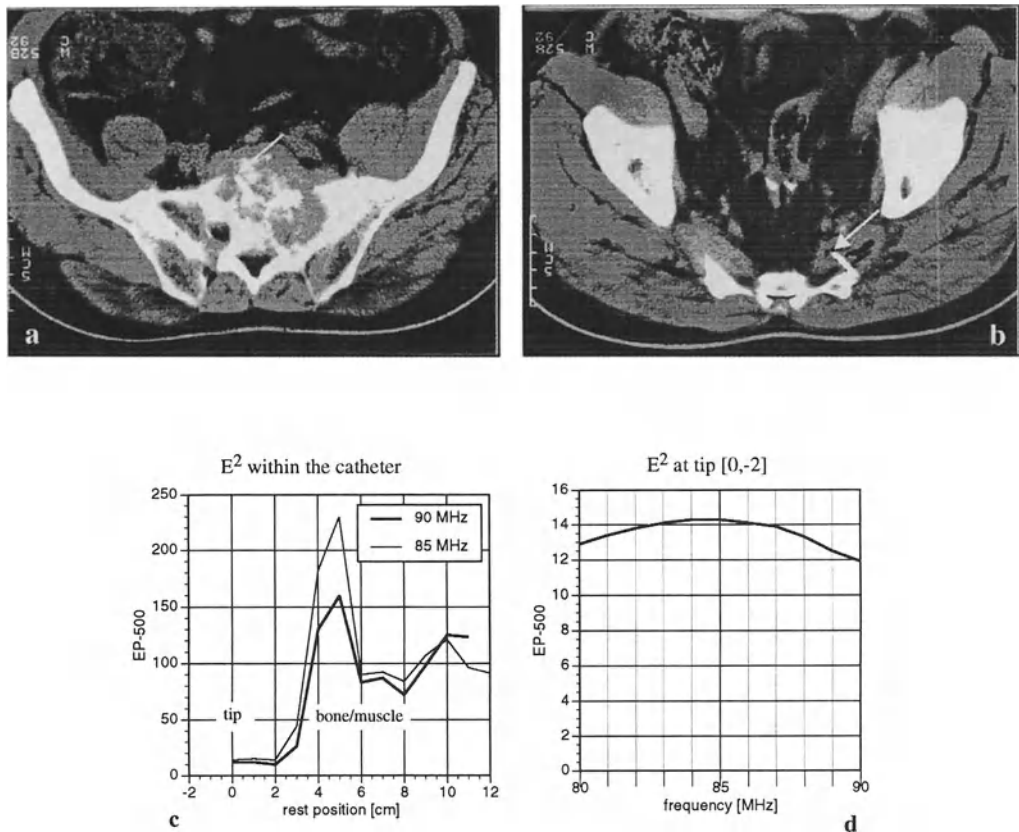 a
b
E² within the catheter
90 MHz
85 MHz
EP-500
250
200
150
100
50
0
tip
bone/muscle
-2 0 2 4 6 8 10 12
rest position [cm]
c
E² at tip [0,-2]
EP-500
16
14
12
10
8
6
4
2
0
80 85 90
frequency [MHz]
d